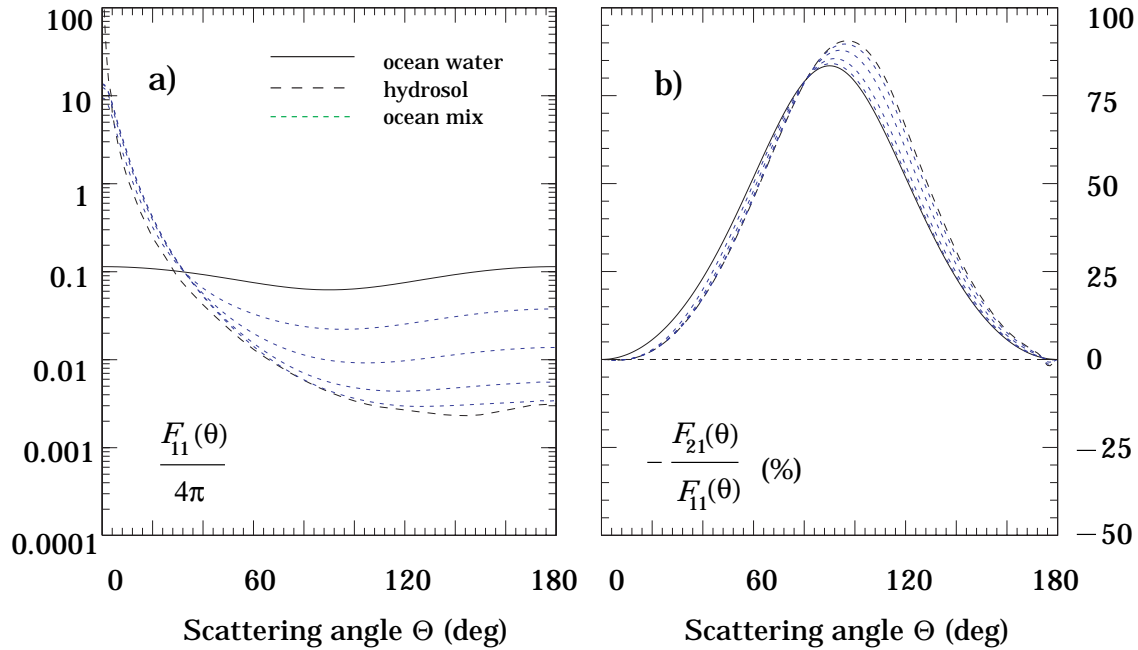 100
10
1
0.1
0.01
0.001
0.0001
a)
ocean water
hydrosol
ocean mix
F11(θ)
4π
0 60 120 180
Scattering angle Θ (deg)
b)
− F21(θ)
F11(θ)
(%)
100
75
50
25
0
−25
−50
0 60 120 180
Scattering angle Θ (deg)